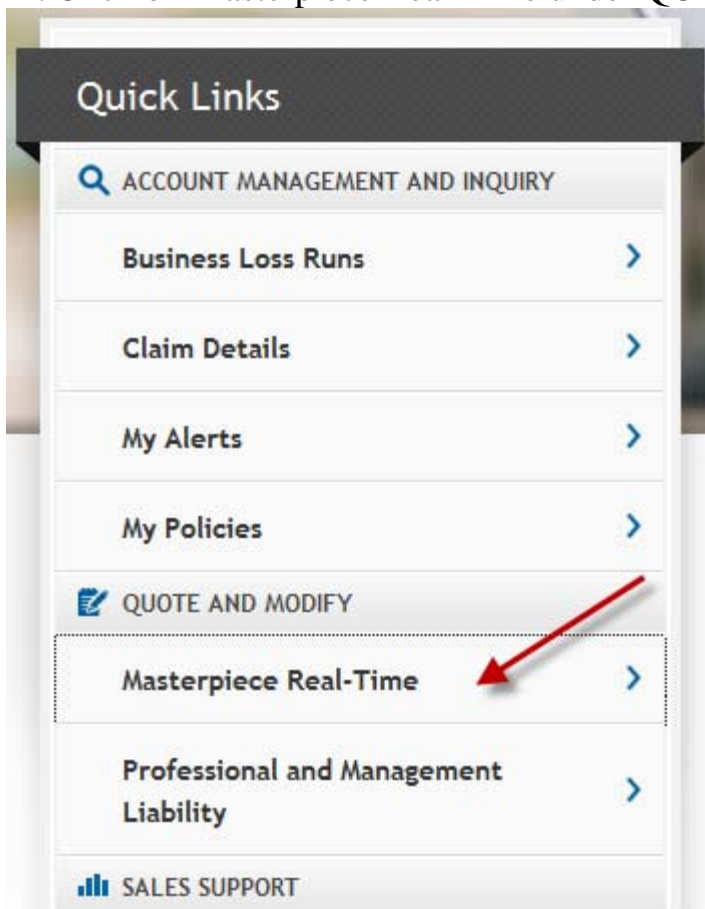 Quick Links
ACCOUNT MANAGEMENT AND INQUIRY
Business Loss Runs
Claim Details
My Alerts
My Policies
QUOTE AND MODIFY
Masterpiece Real-Time
Professional and Management
Liability
SALES SUPPORT